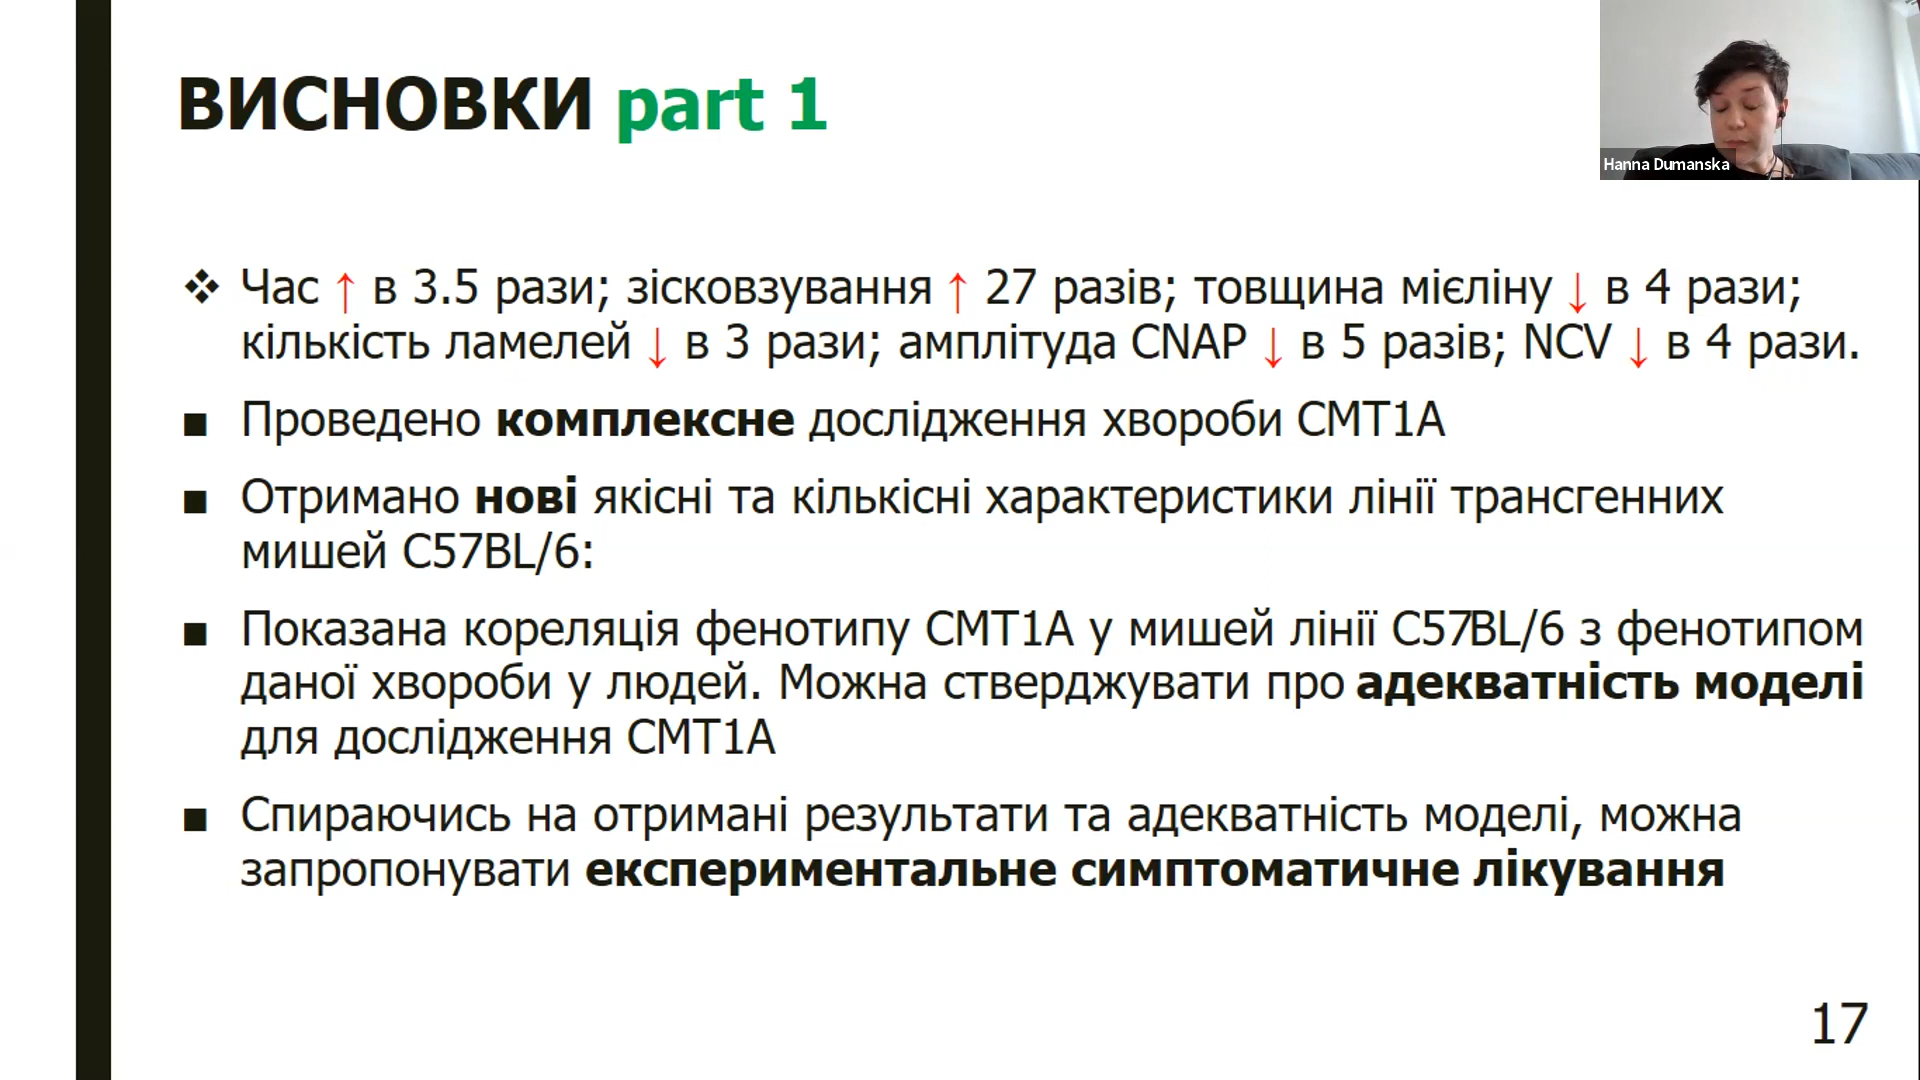 ВИСНОВКИ part 1
Hanna Dumanska
❖ Час ↑ в 3.5 рази; зісковзування ↑ 27 разів; товщина мієліну ↓ в 4 рази;
кількість ламелей ↓ в 3 рази; амплітуда CNAP ↓ в 5 разів; NCV ↓ в 4 рази.
■ Проведено комплексне дослідження хвороби СМТ1А
■ Отримано нові якісні та кількісні характеристики лінії трансгенних
мишей C57BL/6:
■ Показана кореляція фенотипу СМТ1А у мишей лінії C57BL/6 з фенотипом
даної хвороби у людей. Можна стверджувати про адекватність моделі
для дослідження СМТ1А
■ Спираючись на отримані результати та адекватність моделі, можна
запропонувати експериментальне симптоматичне лікування
17